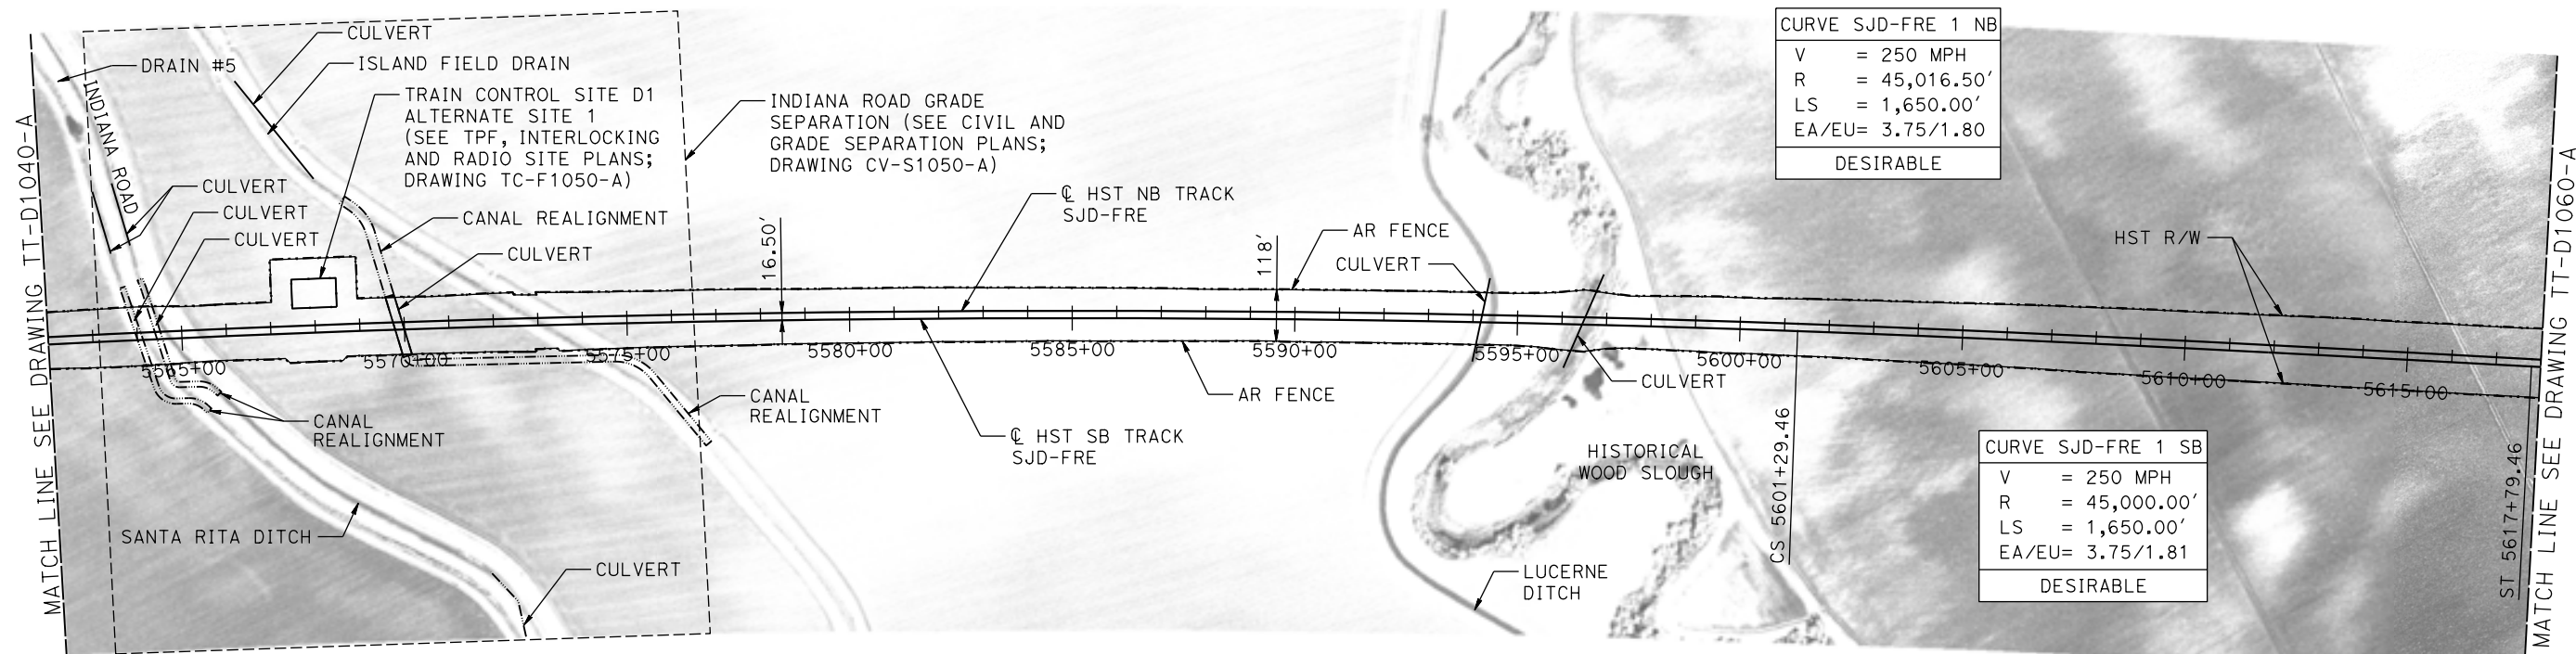 MATCH LINE SEE DRAWING TT-D1040-A
DRAIN #5
INDIANA ROAD
CULVERT
ISLAND FIELD DRAIN
TRAIN CONTROL SITE D1
ALTERNATE SITE 1
(SEE TPF, INTERLOCKING
AND RADIO SITE PLANS;
DRAWING TC-F1050-A)
INDIANA ROAD GRADE
SEPARATION (SEE CIVIL AND
GRADE SEPARATION PLANS;
DRAWING CV-S1050-A)
CULVERT
CULVERT
CULVERT
CANAL REALIGNMENT
CULVERT
16.50'
℄ HST NB TRACK
SJD-FRE
118'
AR FENCE
CULVERT
CURVE SJD-FRE 1 NB
V = 250 MPH
R = 45,016.50'
LS = 1,650.00'
EA/EU= 3.75/1.80
DESIRABLE
HST R/W
5565+00
5570+00
5575+00
5580+00
5585+00
5590+00
5595+00
5600+00
5605+00
5610+00
5615+00
CANAL
REALIGNMENT
CANAL
REALIGNMENT
AR FENCE
℄ HST SB TRACK
SJD-FRE
CULVERT
HISTORICAL
WOOD SLOUGH
CS 5601+29.46
CURVE SJD-FRE 1 SB
V = 250 MPH
R = 45,000.00'
LS = 1,650.00'
EA/EU= 3.75/1.81
DESIRABLE
ST 5617+79.46
SANTA RITA DITCH
CULVERT
LUCERNE
DITCH
MATCH LINE SEE DRAWING TT-D1060-A